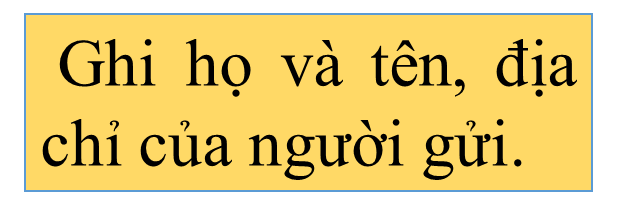 Ghi họ và tên, địa
chỉ của người gửi.